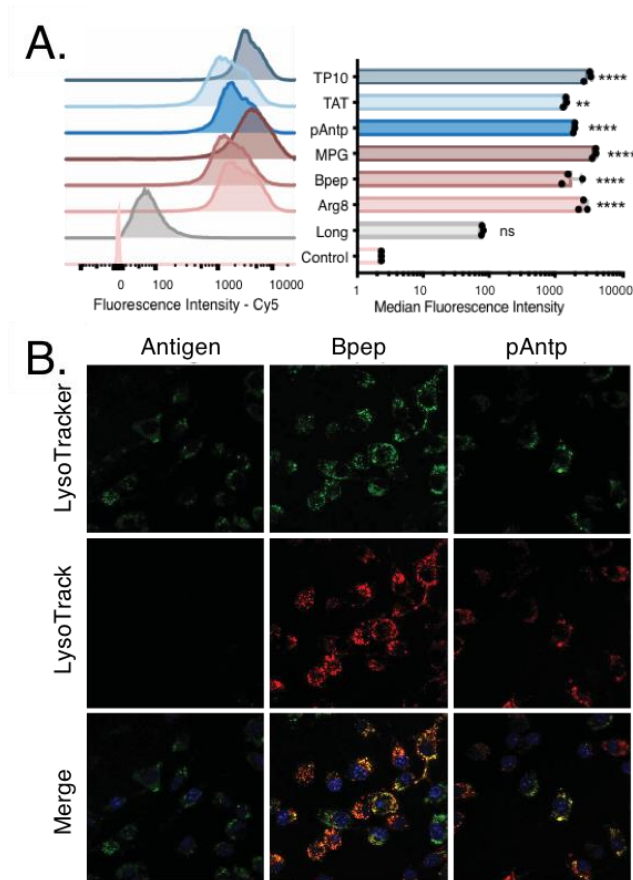 A.
0
100
1000
10000
Fluorescence Intensity - Cy5
TP10
****
TAT
**
pAntp
****
MPG
****
Bpep
****
Arg8
****
Long
ns
Control
1
10
100
1000
10000
Median Fluorescence Intensity
B.
Antigen
Bpep
pAntp
LysoTracker
LysoTrack
Merge